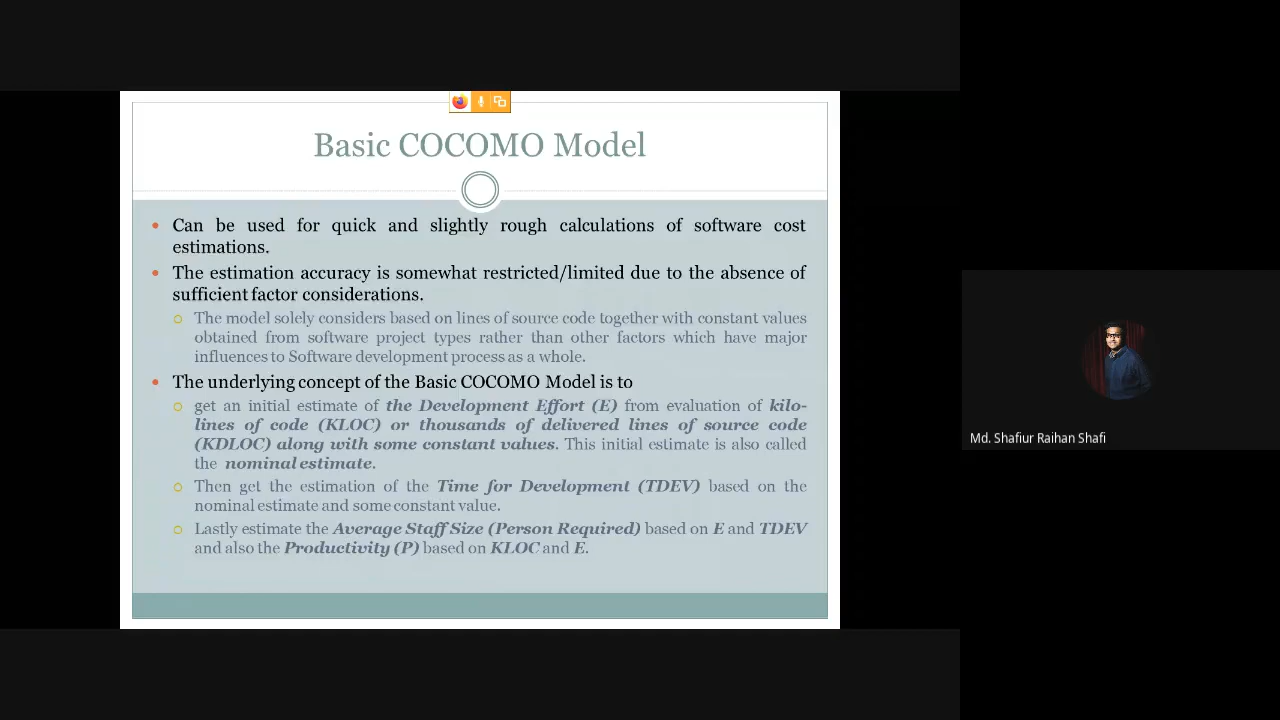 Basic COCOMO Model
Can be used for quick and slightly rough calculations of software cost
estimations.
The estimation accuracy is somewhat restricted/limited due to the absence of
sufficient factor considerations.
The model solely considers based on lines of source code together with constant values
obtained from software project types rather than other factors which have major
influences to Software development process as a whole.
The underlying concept of the Basic COCOMO Model is to
get an initial estimate of the Development Effort (E) from evaluation of kilo-
lines of code (KLOC) or thousands of delivered lines of source code
(KDLOC) along with some constant values. This initial estimate is also called
the nominal estimate.
Then get the estimation of the Time for Development (TDEV) based on the
nominal estimate and some constant value.
Lastly estimate the Average Staff Size (Person Required) based on E and TDEV
and also the Productivity (P) based on KLOC and E.
Md. Shafiur Raihan Shafi